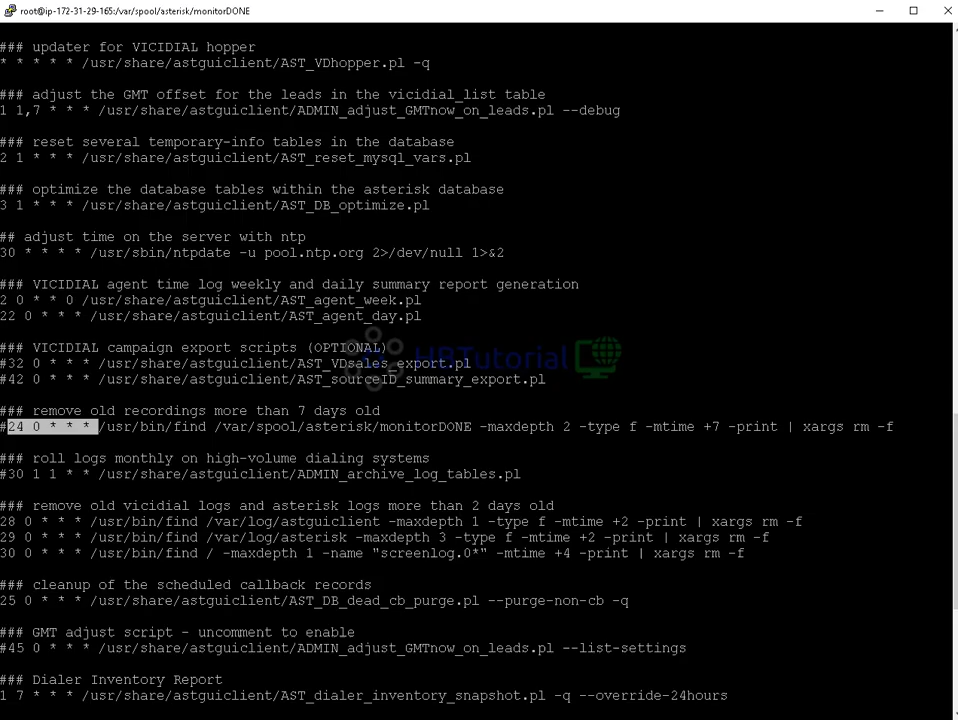 root@ip-172-31-29-165:/var/spool/asterisk/monitorDONE
### updater for VICIDIAL hopper
* * * * * /usr/share/astguiclient/AST_VDhopper.pl -q
### adjust the GMT offset for the leads in the vicidial_list table
1 1,7 * * * /usr/share/astguiclient/ADMIN_adjust_GMTnow_on_leads.pl --debug
### reset several temporary-info tables in the database
2 1 * * * /usr/share/astguiclient/AST_reset_mysql_vars.pl
### optimize the database tables within the asterisk database
3 1 * * * /usr/share/astguiclient/AST_DB_optimize.pl
## adjust time on the server with ntp
30 * * * * /usr/sbin/ntpdate -u pool.ntp.org 2>/dev/null 1>&2
### VICIDIAL agent time log weekly and daily summary report generation
2 0 * * 0 /usr/share/astguiclient/AST_agent_week.pl
22 0 * * * /usr/share/astguiclient/AST_agent_day.pl
### VICIDIAL campaign export scripts (OPTIONAL)
#32 0 * * * /usr/share/astguiclient/AST_VDsales_export.pl
#42 0 * * * /usr/share/astguiclient/AST_sourceID_summary_export.pl
HRTutorial
### remove old recordings more than 7 days old
#24 0 * * * /usr/bin/find /var/spool/asterisk/monitorDONE -maxdepth 2 -type f -mtime +7 -print | xargs rm -f
### roll logs monthly on high-volume dialing systems
#30 1 1 * * /usr/share/astguiclient/ADMIN_archive_log_tables.pl
### remove old vicidial logs and asterisk logs more than 2 days old
28 0 * * * /usr/bin/find /var/log/astguiclient -maxdepth 1 -type f -mtime +2 -print | xargs rm -f
29 0 * * * /usr/bin/find /var/log/asterisk -maxdepth 3 -type f -mtime +2 -print | xargs rm -f
30 0 * * * /usr/bin/find / -maxdepth 1 -name "screenlog.0*" -mtime +4 -print | xargs rm -f
### cleanup of the scheduled callback records
25 0 * * * /usr/share/astguiclient/AST_DB_dead_cb_purge.pl --purge-non-cb -q
### GMT adjust script - uncomment to enable
#45 0 * * * /usr/share/astguiclient/ADMIN_adjust_GMTnow_on_leads.pl --list-settings
### Dialer Inventory Report
1 7 * * * /usr/share/astguiclient/AST_dialer_inventory_snapshot.pl -q --override-24hours